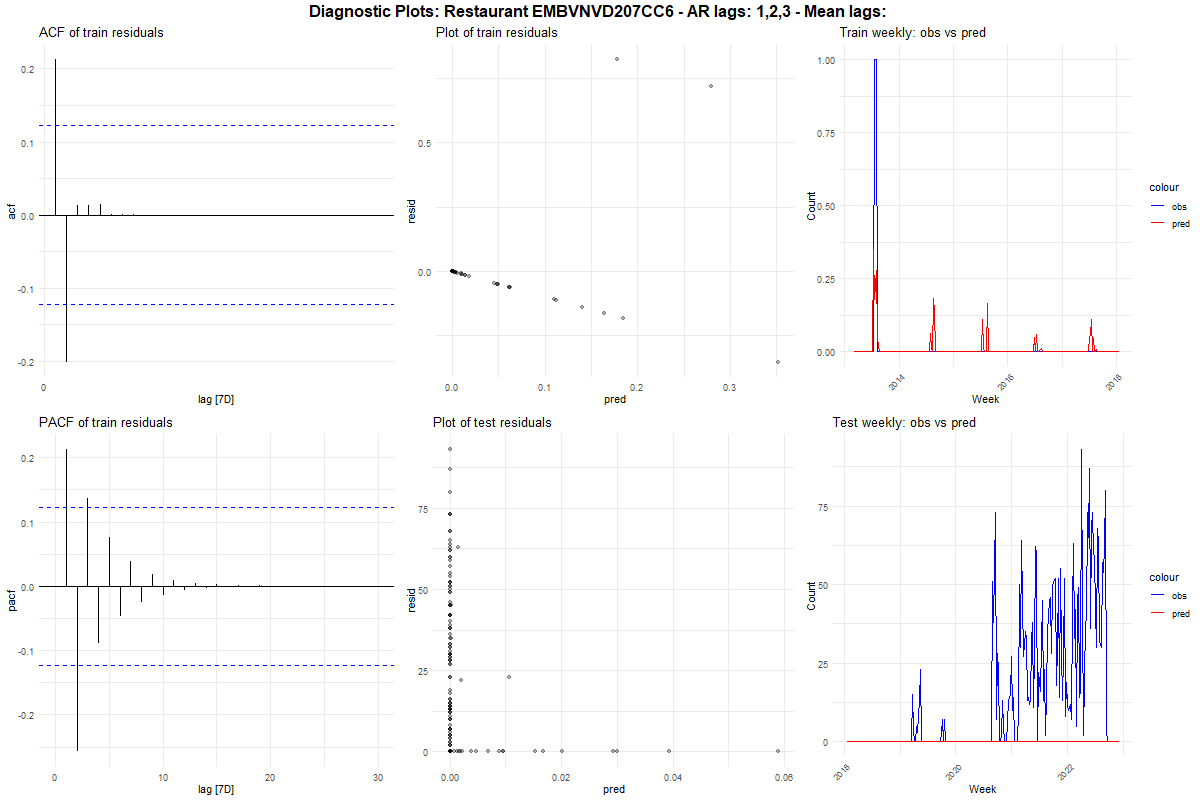 Diagnostic Plots: Restaurant EMBVNVD207CC6 - AR lags: 1,2,3 - Mean lags:
ACF of train residuals
acf
0.2
0.1
0.0
-0.1
-0.2
0
lag [7D]
Plot of train residuals
resid
0.5
0.0
0.0
0.1
0.2
0.3
pred
Train weekly: obs vs pred
Count
1.00
0.75
0.50
0.25
0.00
2014
2016
2018
Week
colour
obs
pred
PACF of train residuals
pacf
0.2
0.1
0.0
-0.1
-0.2
0
10
20
30
lag [7D]
Plot of test residuals
resid
75
50
25
0
0.00
0.02
0.04
0.06
pred
Test weekly: obs vs pred
Count
75
50
25
0
2018
2020
2022
Week
colour
obs
pred